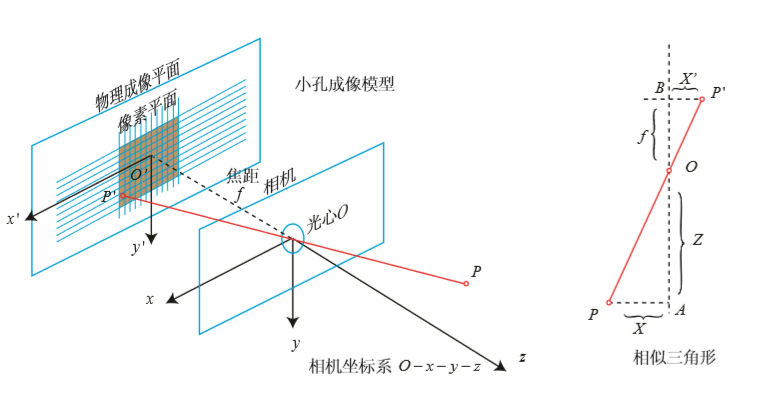 小孔成像模型
物理成像平面
像素平面
O'
P'
x'
y'
焦距
f
相机
光心O
P
x
y
z
相机坐标系 O-x-y-z
B
X'
P'
f
O
Z
P
X
A
相似三角形